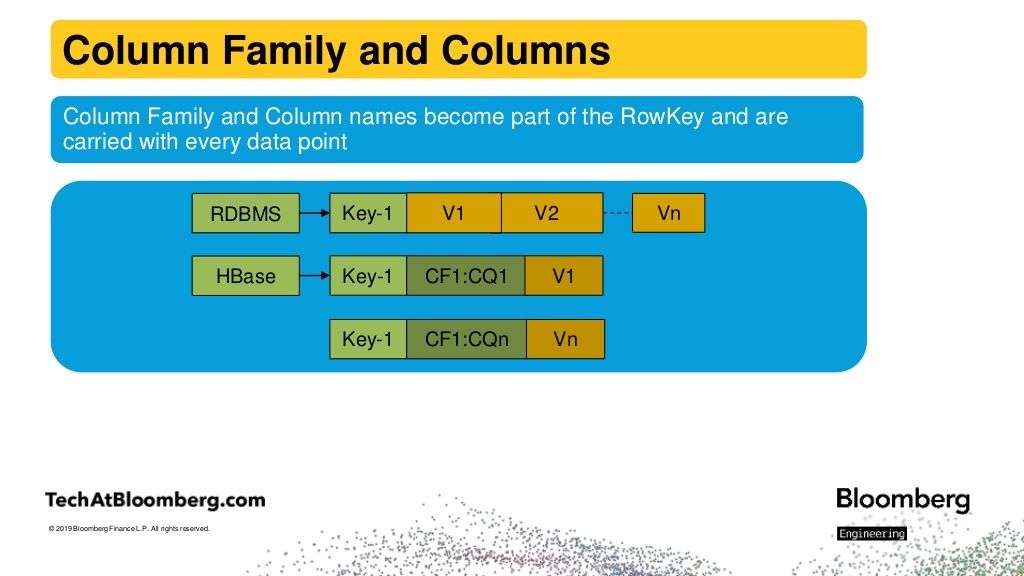 Column Family and Columns
Column Family and Column names become part of the RowKey and are
carried with every data point
RDBMS Key-1 V1 V2 Vn
HBase Key-1 CF1:CQ1 V1
Key-1 CF1:CQn Vn
TechAtBloomberg.com
© 2019 Bloomberg Finance L.P. All rights reserved.
Bloomberg
Engineering